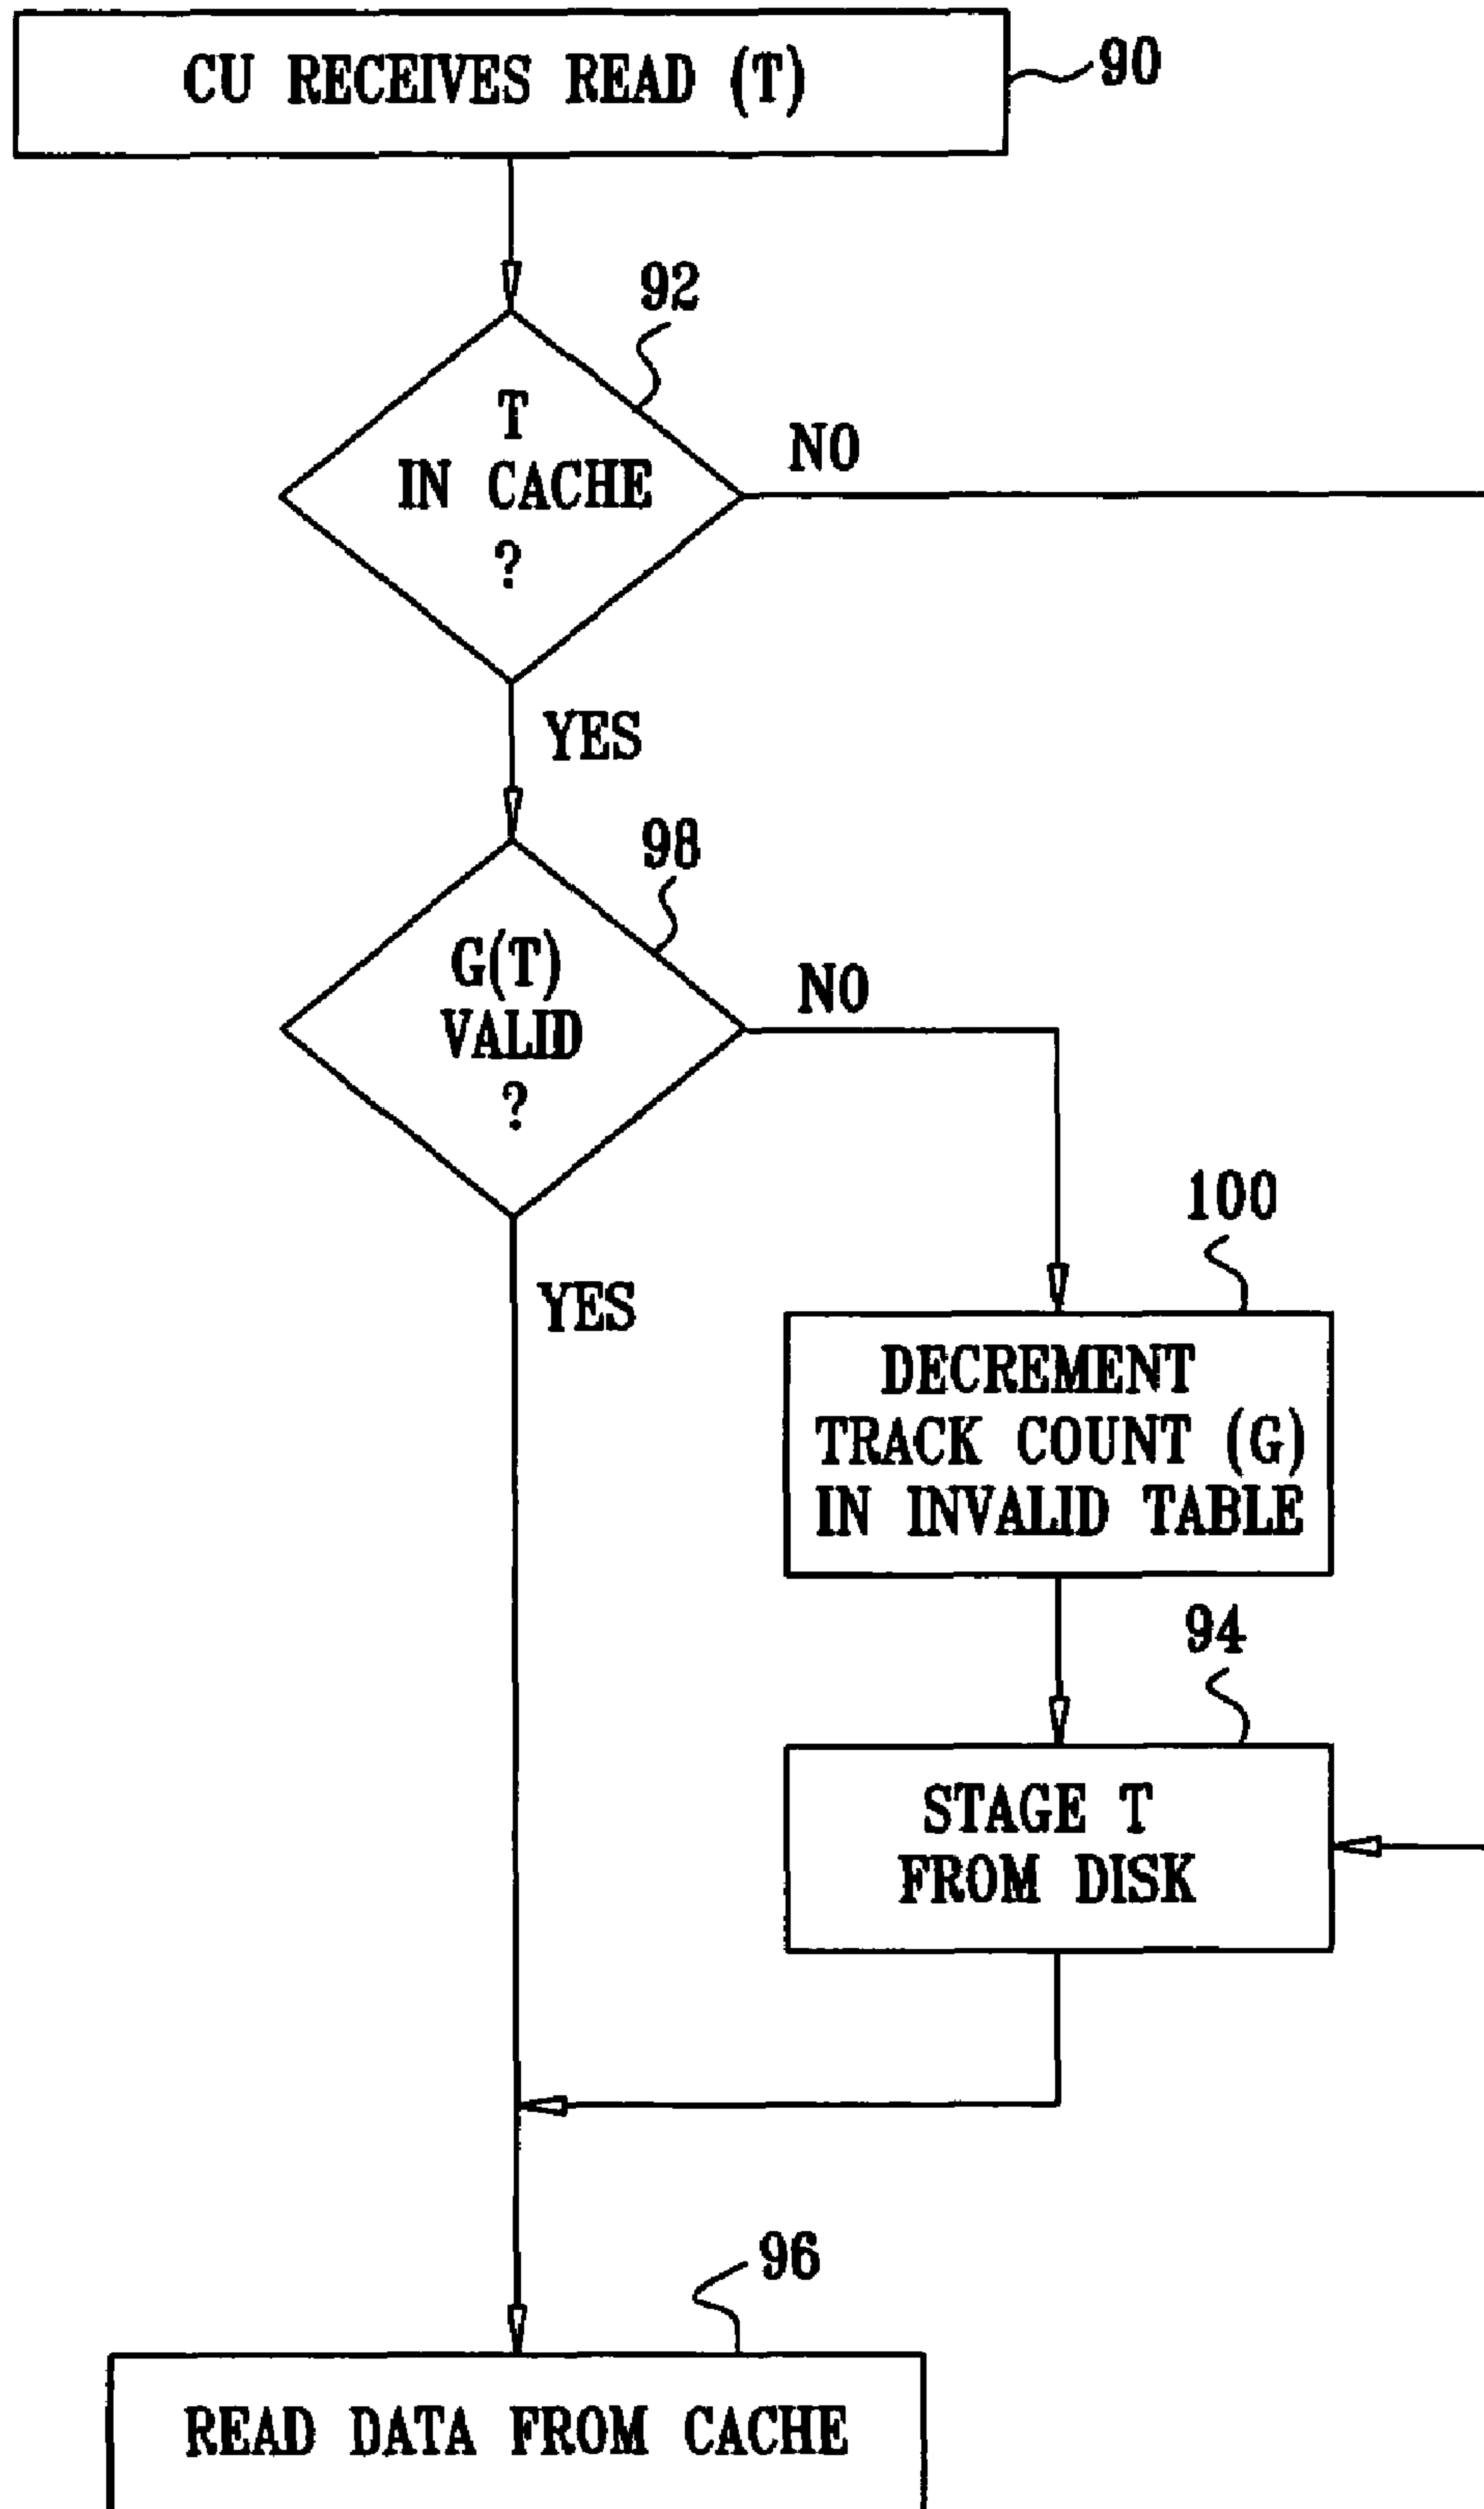 CU RECEIVES READ (T)
90
92
T
IN CACHE
?
NO
YES
98
G(T)
VALID
?
NO
YES
100
DECREMENT
TRACK COUNT (G)
IN INVALID TABLE
94
STAGE T
FROM DISK
96
READ DATA FROM CACHE